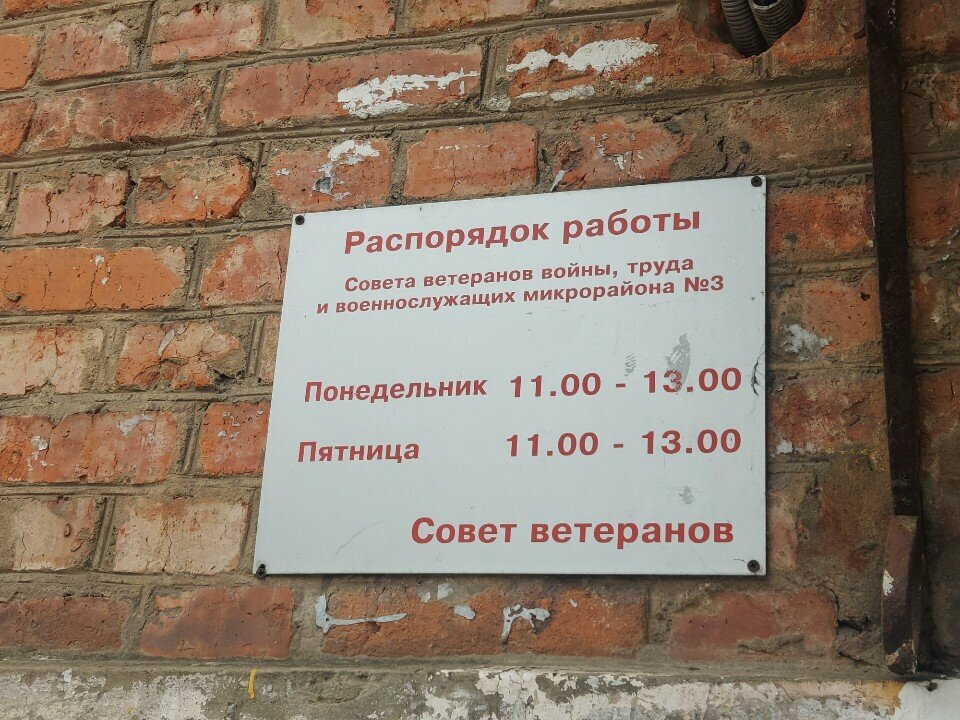 Распорядок работы
Совета ветеранов войны, труда
и военнослужащих микрорайона №3
Понедельник 11.00 - 13.00
Пятница 11.00 - 13.00
Совет ветеранов